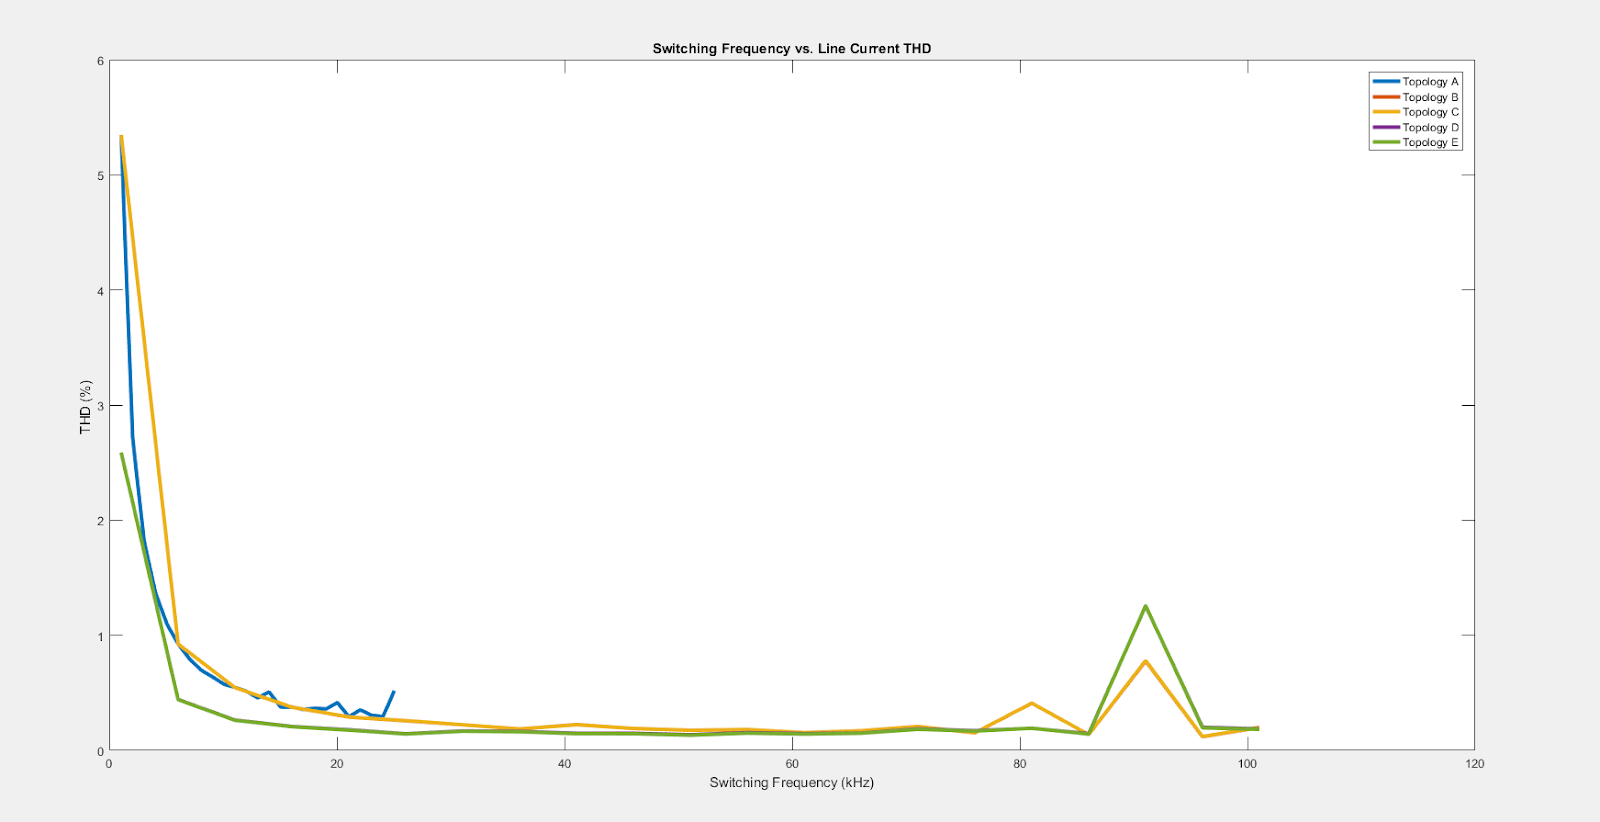 Switching Frequency vs. Line Current THD
6
5
4
3
2
1
0
THD (%)
Topology A
Topology B
Topology C
Topology D
Topology E
0 20 40 60 80 100 120
Switching Frequency (kHz)